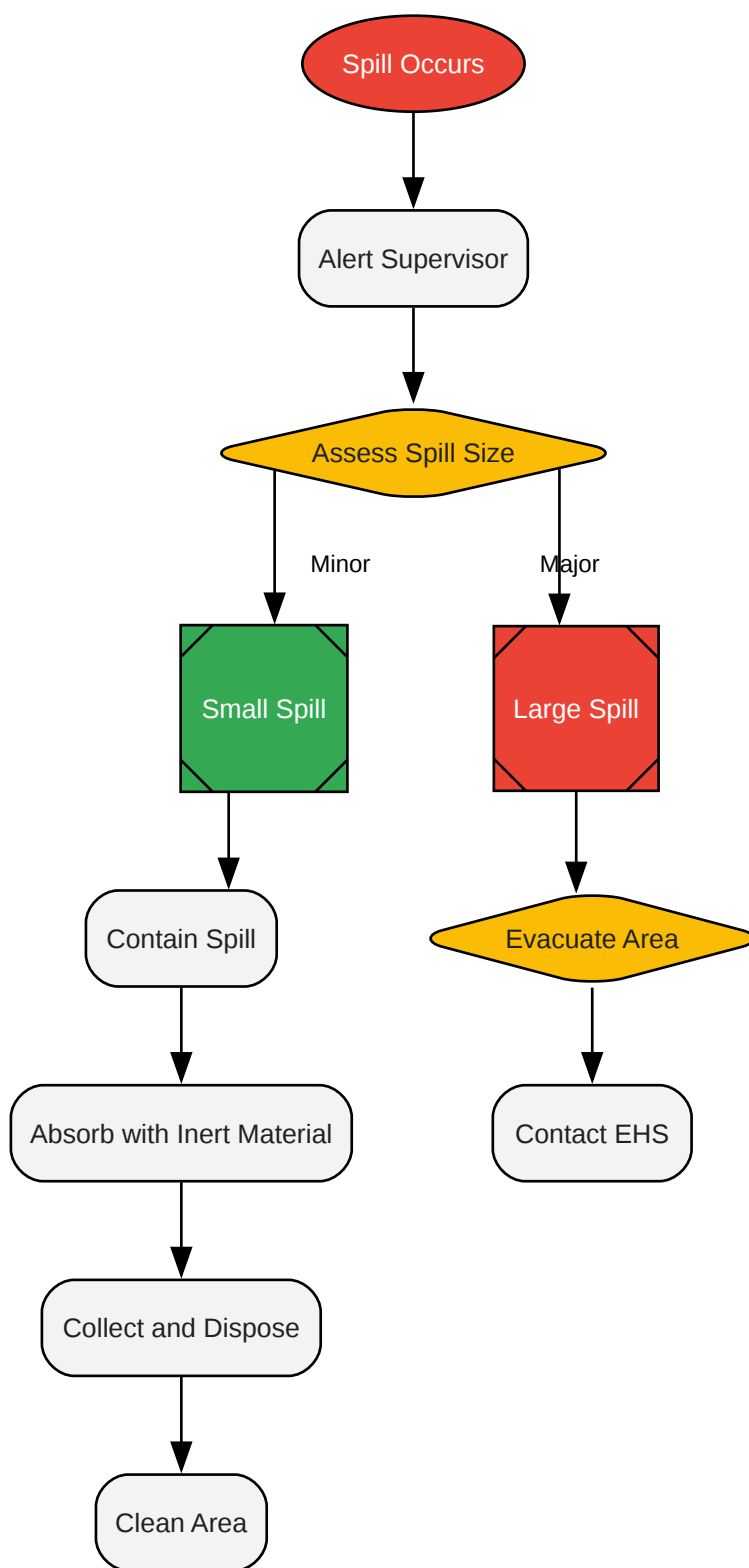 Spill Occurs
Alert Supervisor
Assess Spill Size
Minor
Major
Small Spill
Large Spill
Contain Spill
Evacuate Area
Absorb with Inert Material
Contact EHS
Collect and Dispose
Clean Area